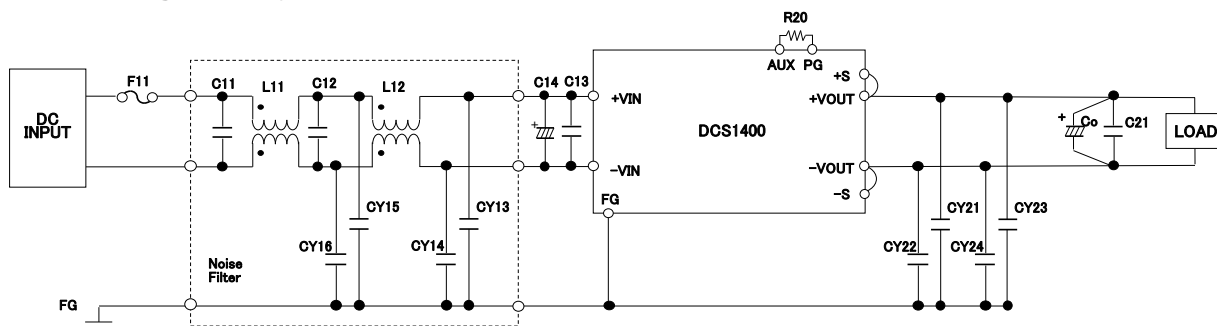 R20
AUX PG
DC
INPUT
F11
C11
L11
C12
L12
C14
C13
+
+VIN
-VIN
FG
DCS1400
+S
+VOUT
-VOUT
-S
+
Co
C21
LOAD
CY16
CY15
CY14
CY13
CY22
CY21
CY24
CY23
Noise
Filter
FG